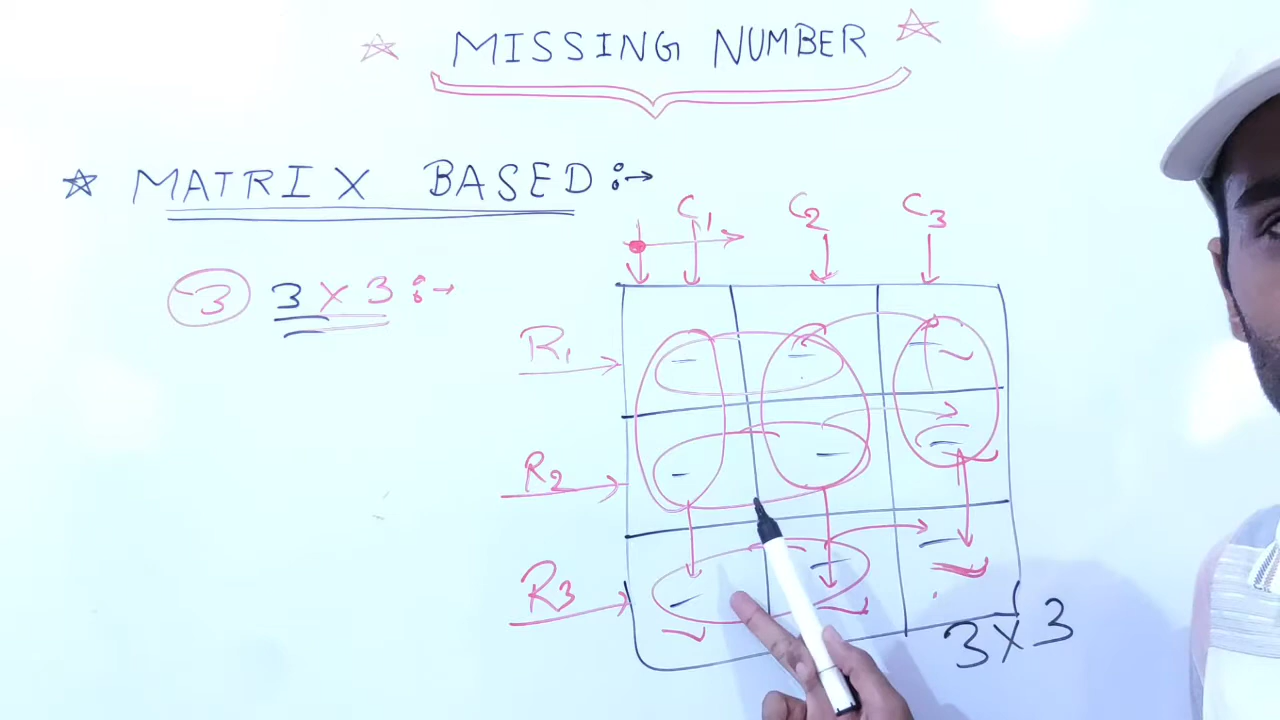 ☆ MISSING NUMBER ☆
☆ MATRIX BASED :→
3 3 × 3 :→
C1 C2 C3
R1
R2
R3
3 × 3